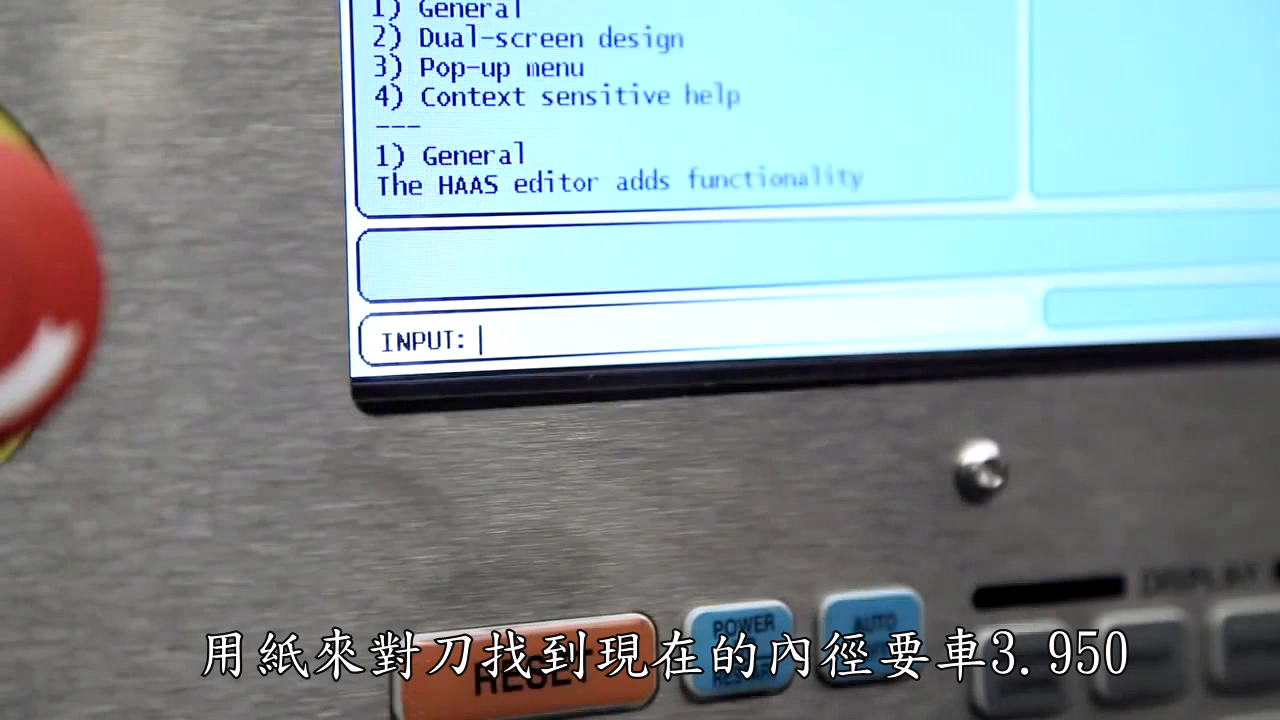 1) General
2) Dual-screen design
3) Pop-up menu
4) Context sensitive help
---
1) General
The HAAS editor adds functionality
INPUT:
DISPLAY
POWER
AUTO
RESTART
RESET
用紙來對刀找到現在的內徑要車3.950